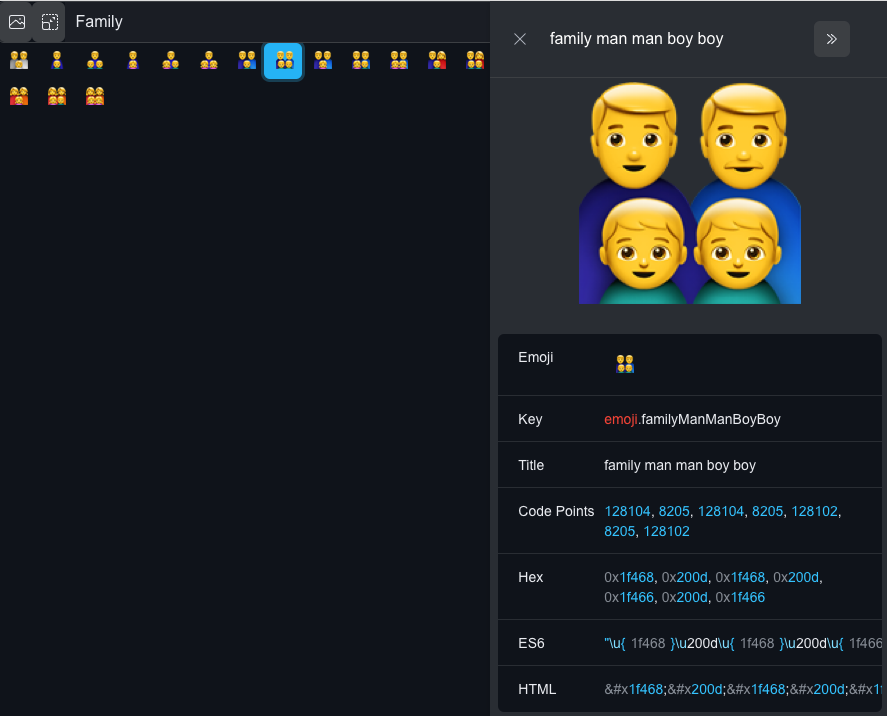 Family
family man man boy boy
Emoji
Key emoji.familyManManBoyBoy
Title family man man boy boy
Code Points 128104, 8205, 128104, 8205, 128102,
8205, 128102
Hex 0x1f468, 0x200d, 0x1f468, 0x200d,
0x1f466, 0x200d, 0x1f466
ES6 "\u{ 1f468 }\u200d\u{ 1f468 }\u200d\u{ 1f466
HTML &#x1f468;&#x200d;&#x1f468;&#x200d;&#x1f